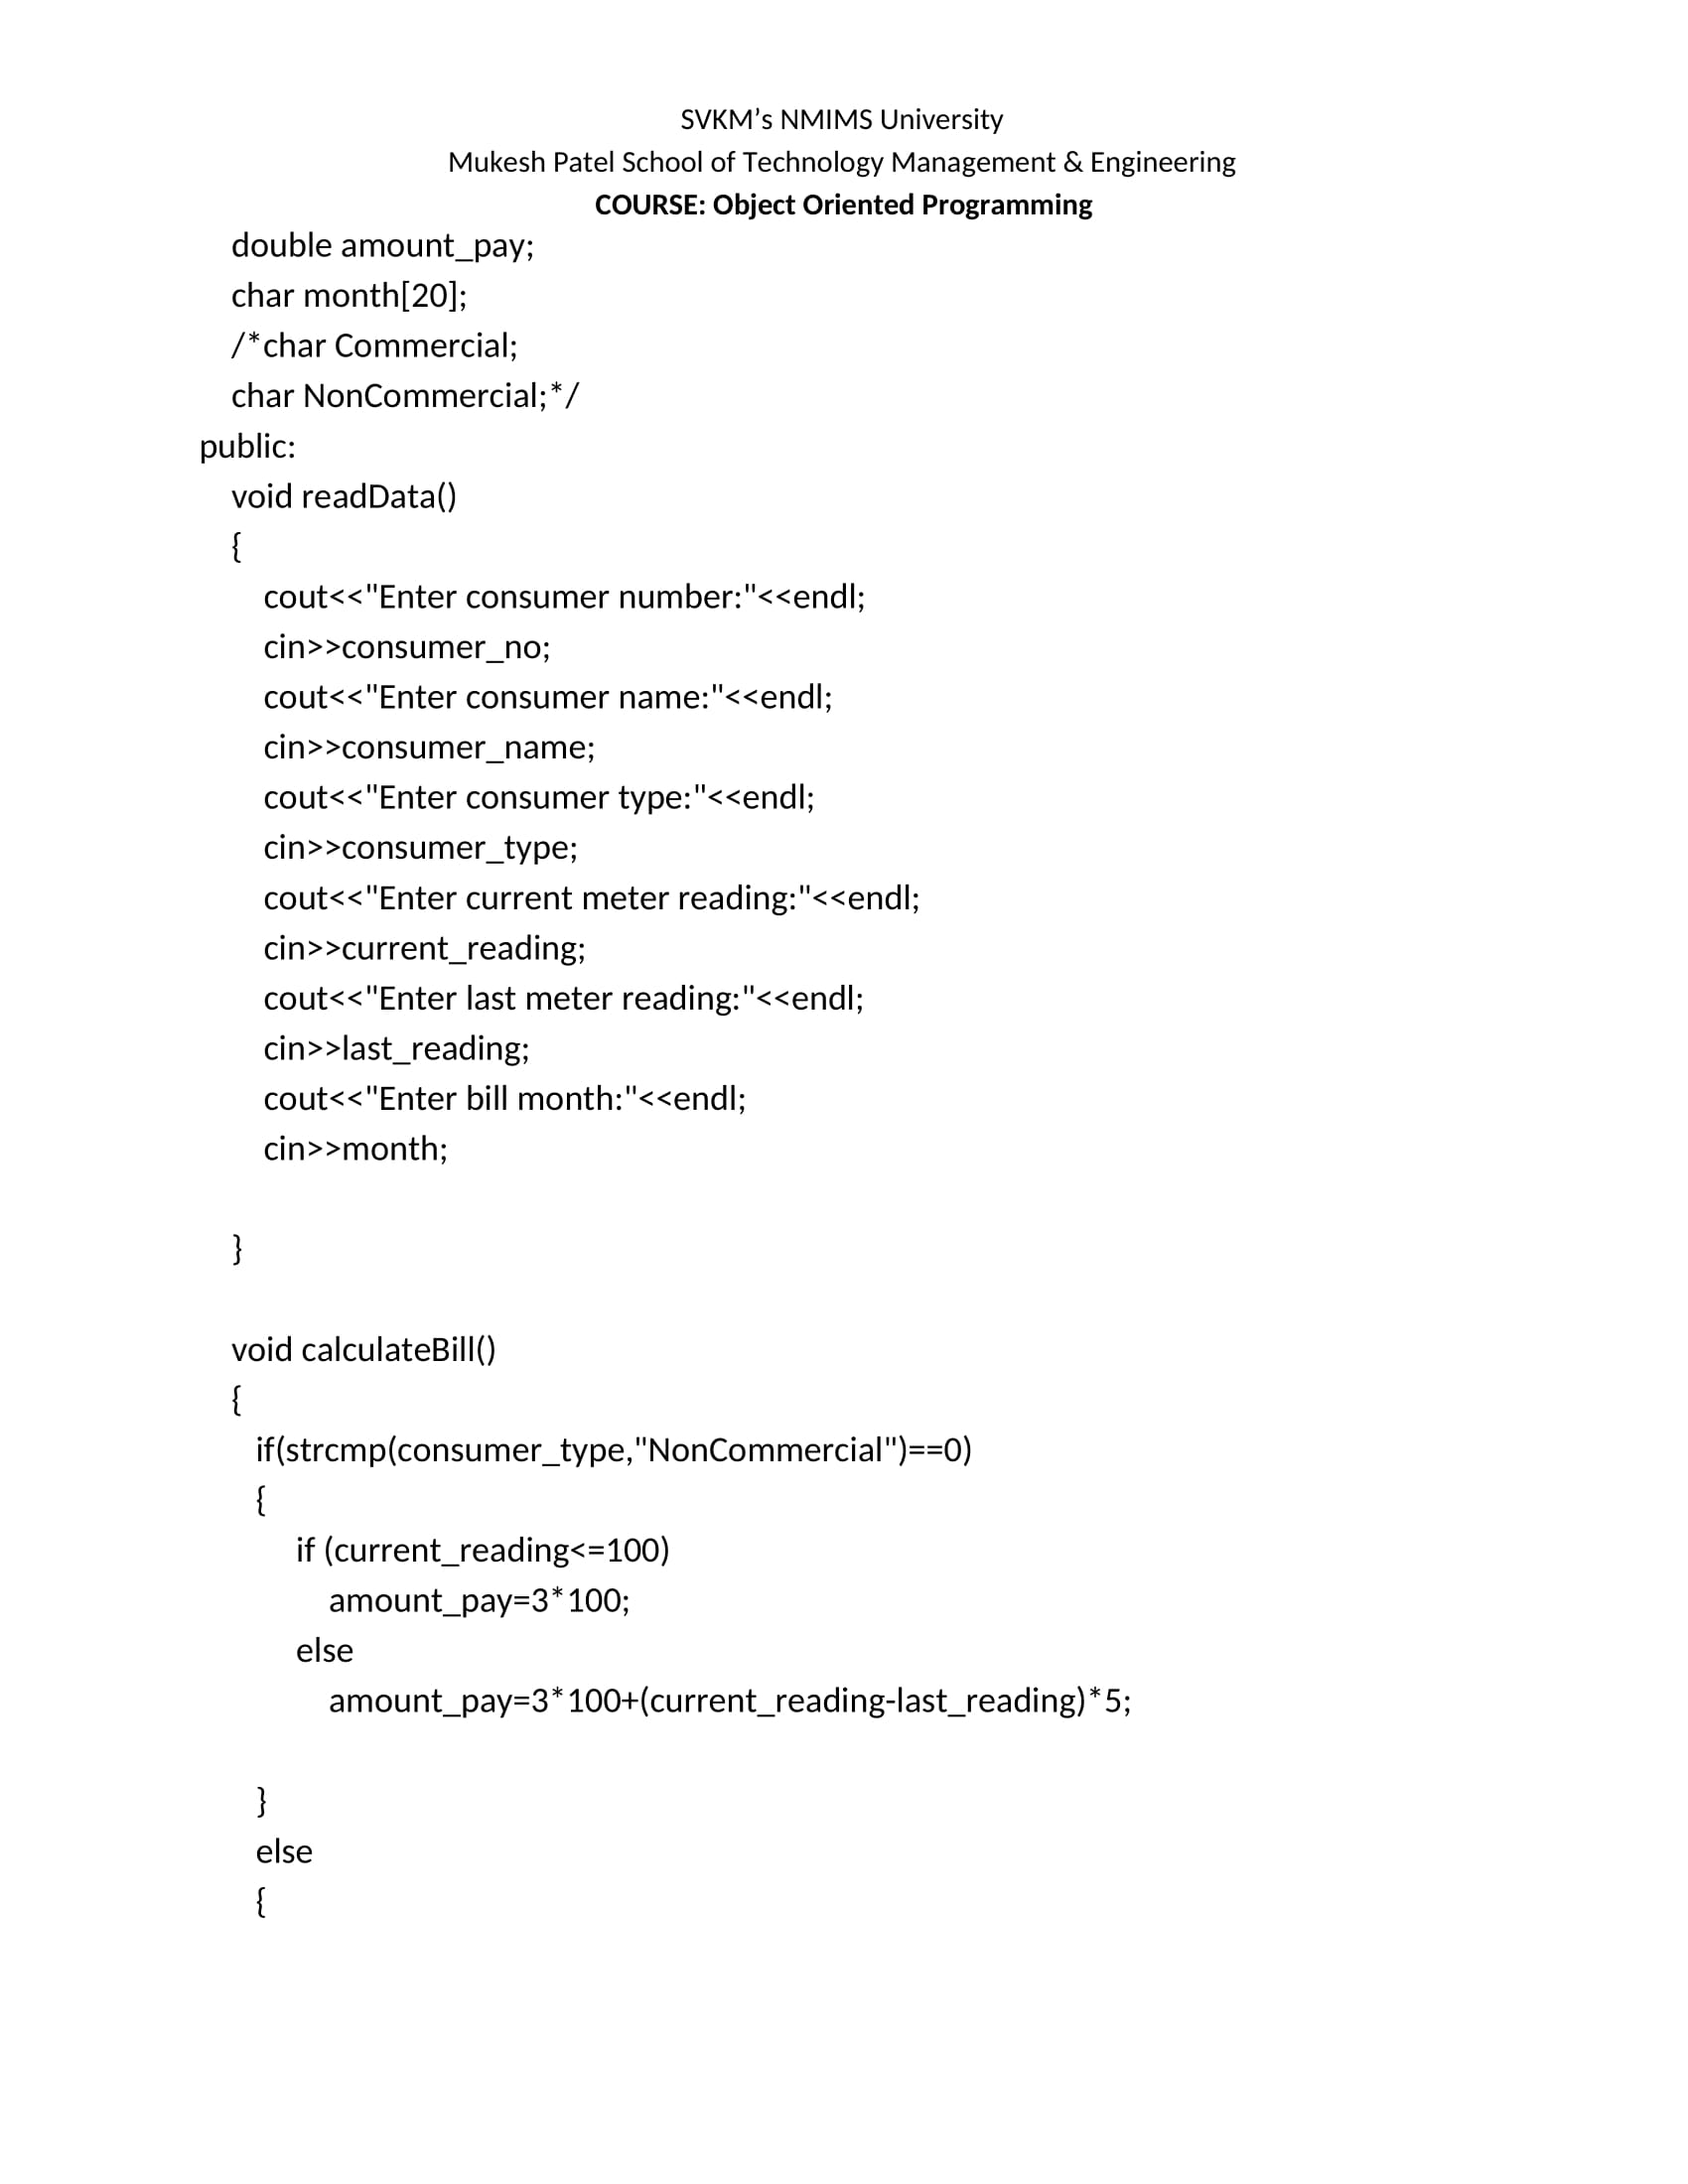 SVKM’s NMIMS University
Mukesh Patel School of Technology Management & Engineering
COURSE: Object Oriented Programming
double amount_pay;
char month[20];
/*char Commercial;
char NonCommercial;*/
public:
void readData()
{
cout<<"Enter consumer number:"<<endl;
cin>>consumer_no;
cout<<"Enter consumer name:"<<endl;
cin>>consumer_name;
cout<<"Enter consumer type:"<<endl;
cin>>consumer_type;
cout<<"Enter current meter reading:"<<endl;
cin>>current_reading;
cout<<"Enter last meter reading:"<<endl;
cin>>last_reading;
cout<<"Enter bill month:"<<endl;
cin>>month;
}
void calculateBill()
{
if(strcmp(consumer_type,"NonCommercial")==0)
{
if (current_reading<=100)
amount_pay=3*100;
else
amount_pay=3*100+(current_reading-last_reading)*5;
}
else
{